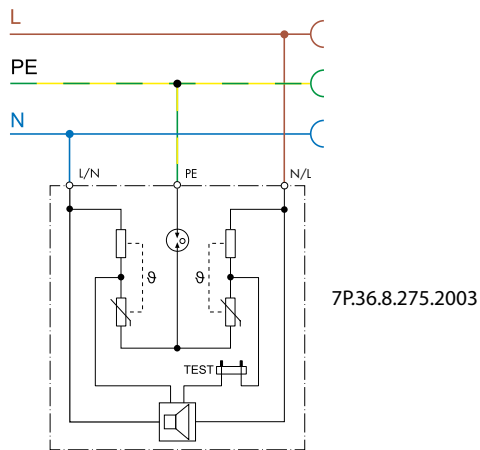 L
PE
N
L/N PE N/L
ϑ ϑ
7P.36.8.275.2003
TEST